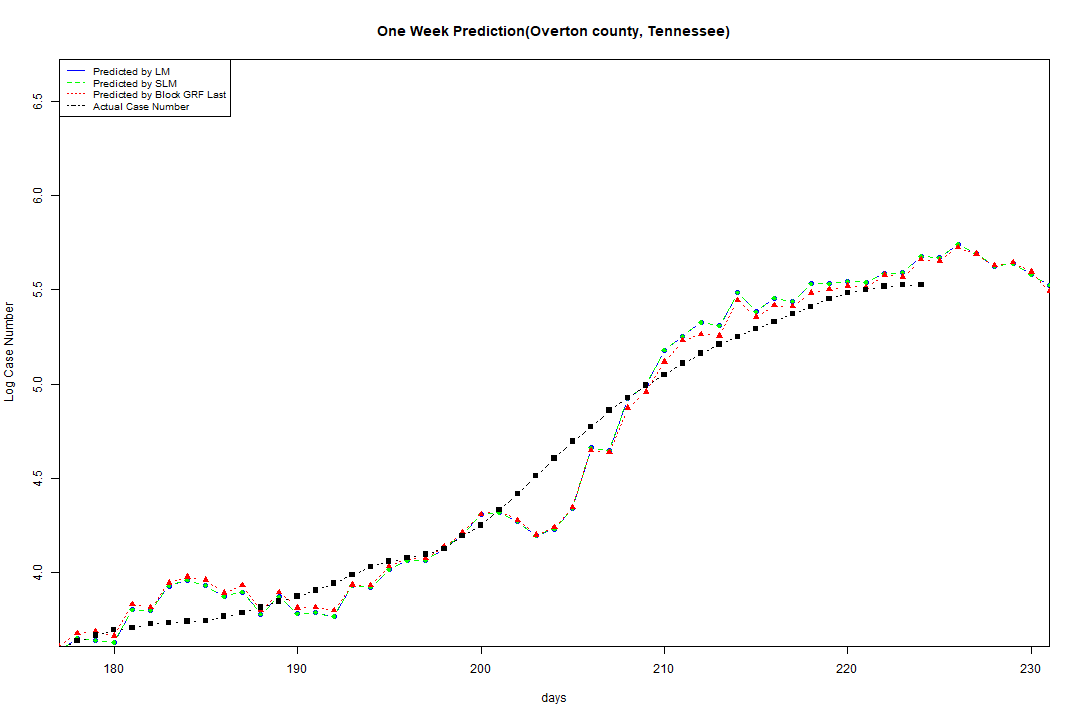 One Week Prediction(Overton county, Tennessee)
Predicted by LM
Predicted by SLM
Predicted by Block GRF Last
Actual Case Number
6.5
6.0
5.5
5.0
4.5
4.0
Log Case Number
180 190 200 210 220 230
days